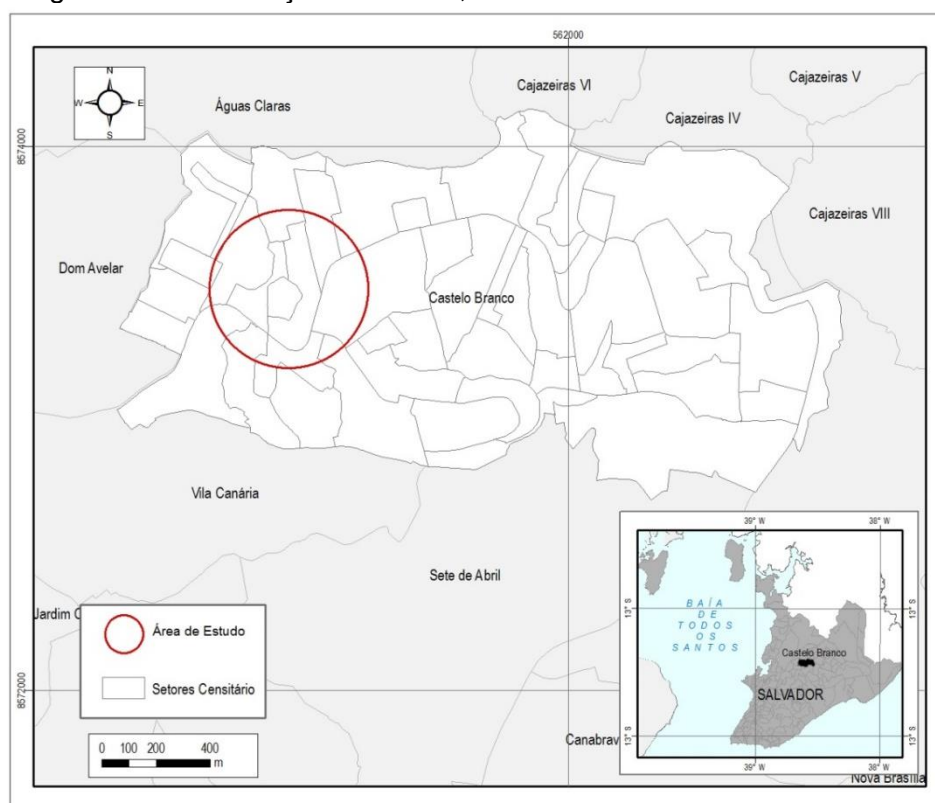 562000
8574000
8572000
N
W
E
S
Águas Claras
Cajazeiras VI
Cajazeiras V
Cajazeiras IV
Cajazeiras VIII
Dom Avelar
Castelo Branco
Vila Canária
Sete de Abril
Jardim C
Canabrav
Nova Brasília
Área de Estudo
Setores Censitário
0 100 200 400
m
39° W
38° W
13° S
13° S
BAÍA
DE
TODOS
OS
SANTOS
Castelo Branco
SALVADOR
13° S
13° S
39° W
38° W